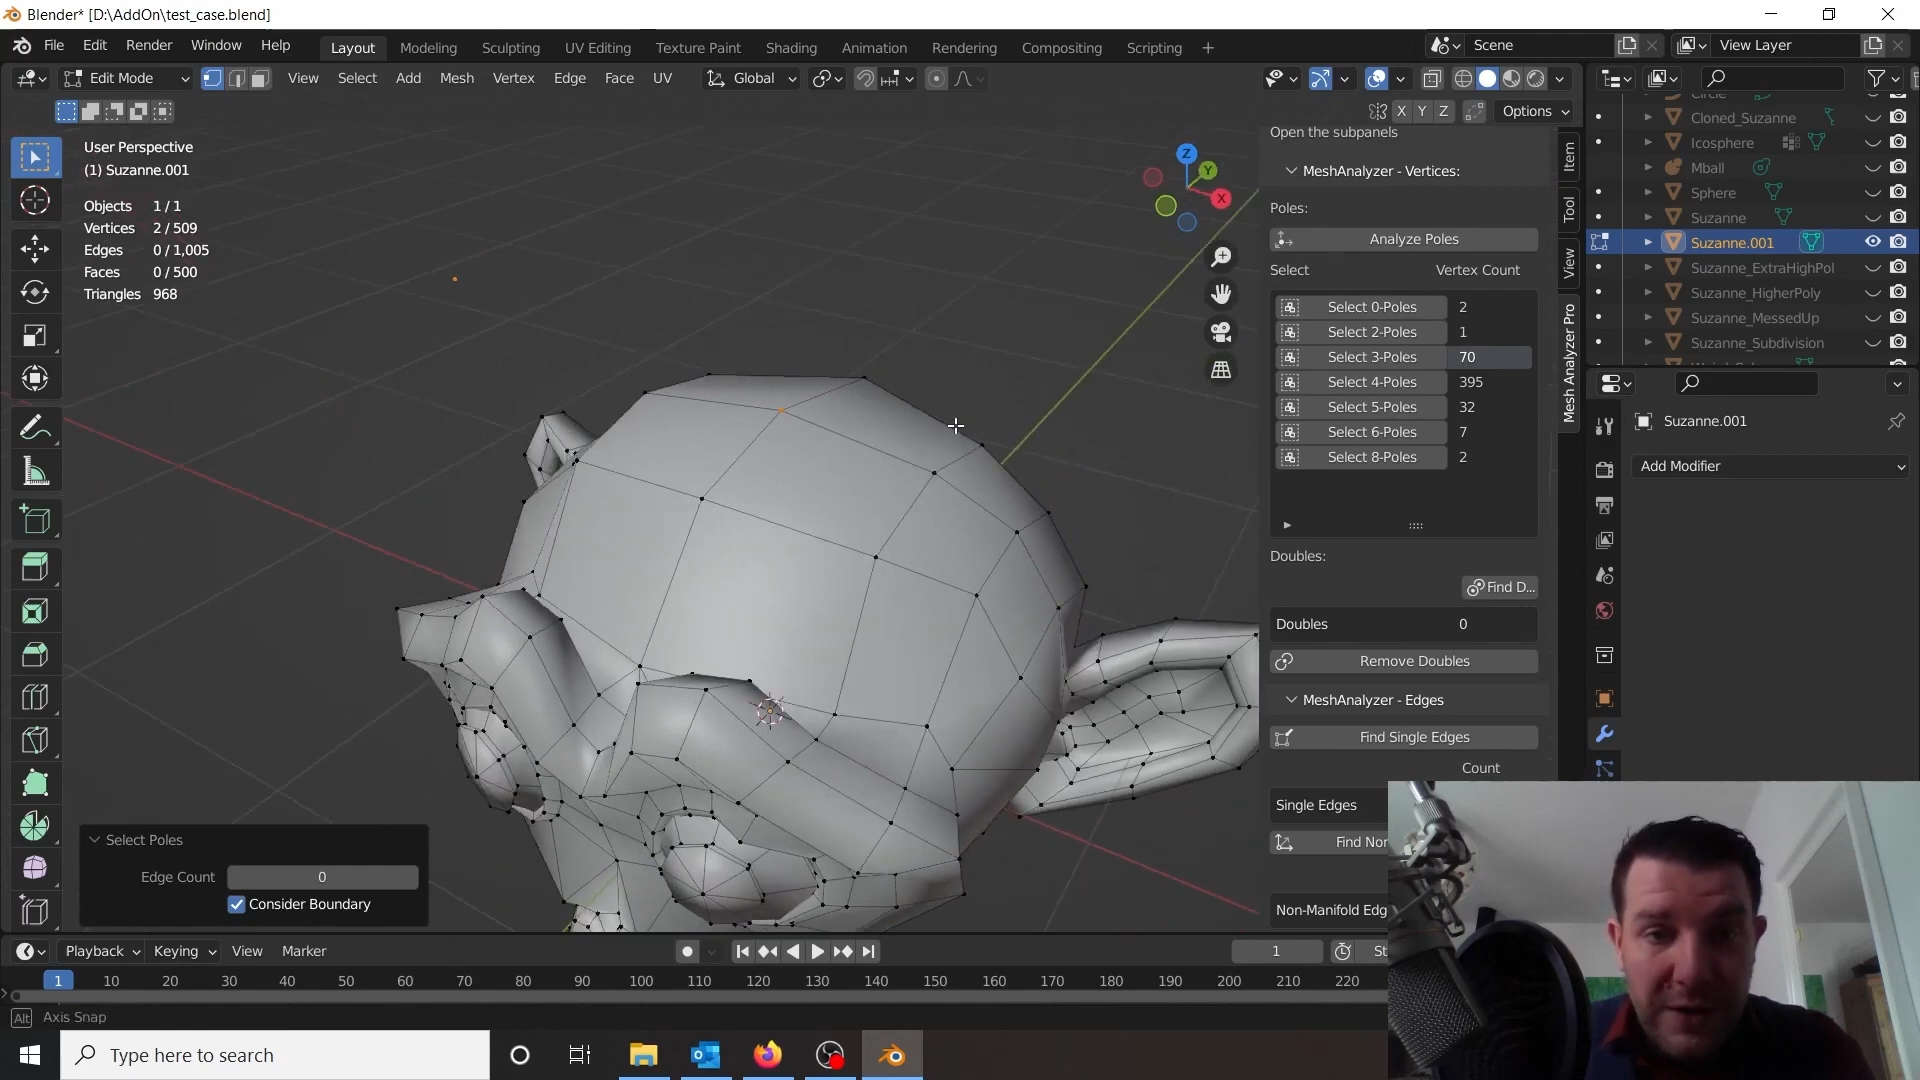 Blender* [D:\AddOn\test_case.blend]
File Edit Render Window Help
Layout Modeling Sculpting UV Editing Texture Paint Shading Animation Rendering Compositing Scripting +
Scene
View Layer
Edit Mode
View Select Add Mesh Vertex Edge Face UV
Global
X Y Z
Options
User Perspective
(1) Suzanne.001
Objects 1 / 1
Vertices 2 / 509
Edges 0 / 1,005
Faces 0 / 500
Triangles 968
Z
Y
X
Open the subpanels
MeshAnalyzer - Vertices:
Poles:
Analyze Poles
Select Vertex Count
Select 0-Poles 2
Select 2-Poles 1
Select 3-Poles 70
Select 4-Poles 395
Select 5-Poles 32
Select 6-Poles 7
Select 8-Poles 2
Doubles:
Find D...
Doubles 0
Remove Doubles
MeshAnalyzer - Edges
Find Single Edges
Count
Single Edges
Find Nor
Non-Manifold Edg
Item
Tool
View
Mesh Analyzer Pro
Circle
Cloned_Suzanne
Icosphere
Mball
Sphere
Suzanne
Suzanne.001
Suzanne_ExtraHighPol
Suzanne_HigherPoly
Suzanne_MessedUp
Suzanne_Subdivision
Suzanne.001
Add Modifier
Select Poles
Edge Count 0
Consider Boundary
Playback Keying View Marker
1
St
1 10 20 30 40 50 60 70 80 90 100 110 120 130 140 150 160 170 180 190 200 210 220
Alt Axis Snap
Type here to search